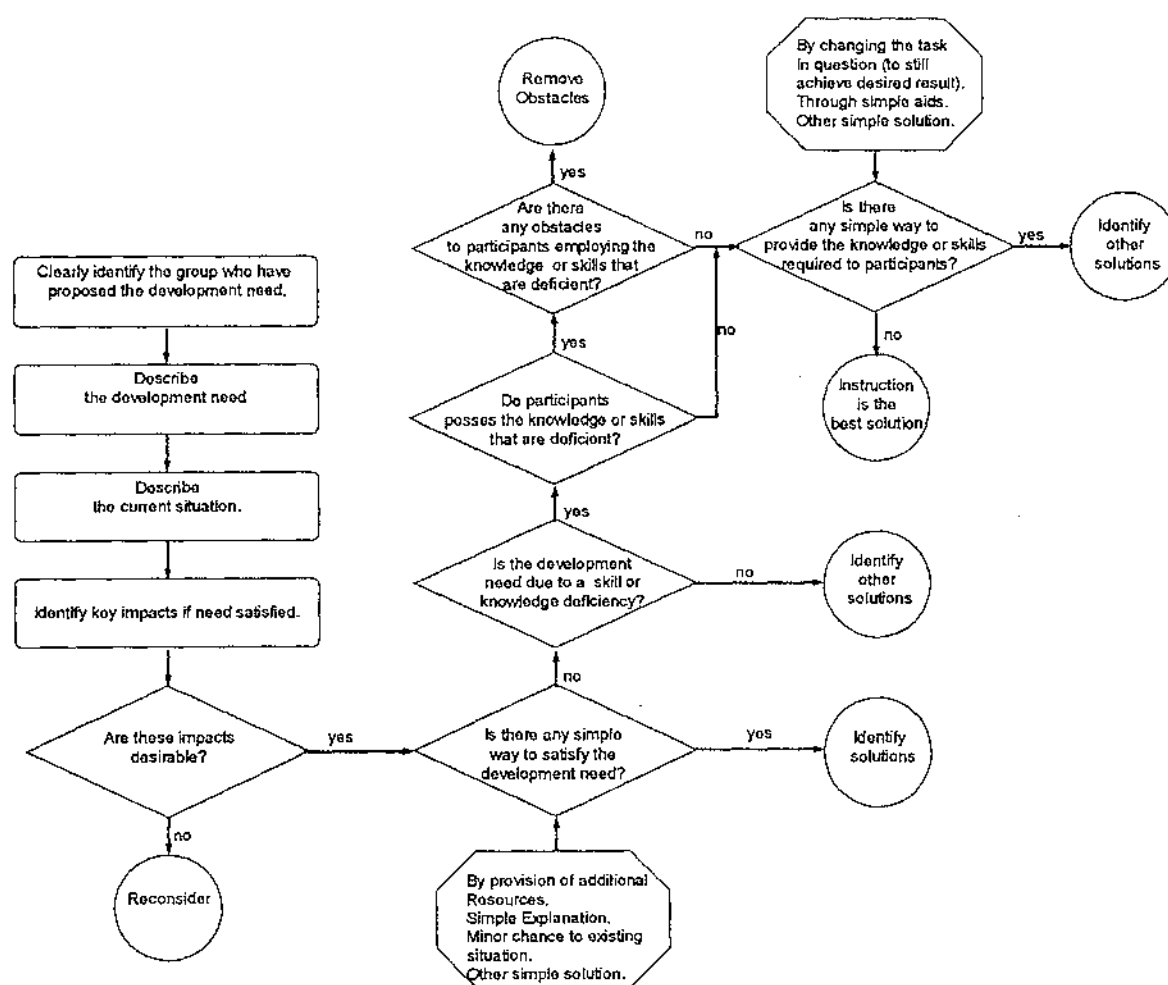 Clearly identify the group who have
proposed the development need.
Describe
the development need
Describe
the current situation.
Identify key impacts if need satisfied.
Are these impacts
desirable?
no
Reconsider
yes
Is there any simple
way to satisfy the
development need?
By provision of additional
Resources,
Simple Explanation,
Minor chance to existing
situation.
Other simple solution.
yes
Identify
solutions
no
Is the development
need due to a skill or
knowledge deficiency?
no
Identify
other
solutions
yes
Do participants
posses the knowledge or skills
that are deficient?
no
yes
Are there
any obstacles
to participants employing the
knowledge or skills that
are deficient?
yes
Remove
Obstacles
no
By changing the task
In question (to still
achieve desired result),
Through simple aids.
Other simple solution.
Is there
any simple way to
provide the knowledge or skills
required to participants?
yes
Identify
other
solutions
no
Instruction
is the
best solution